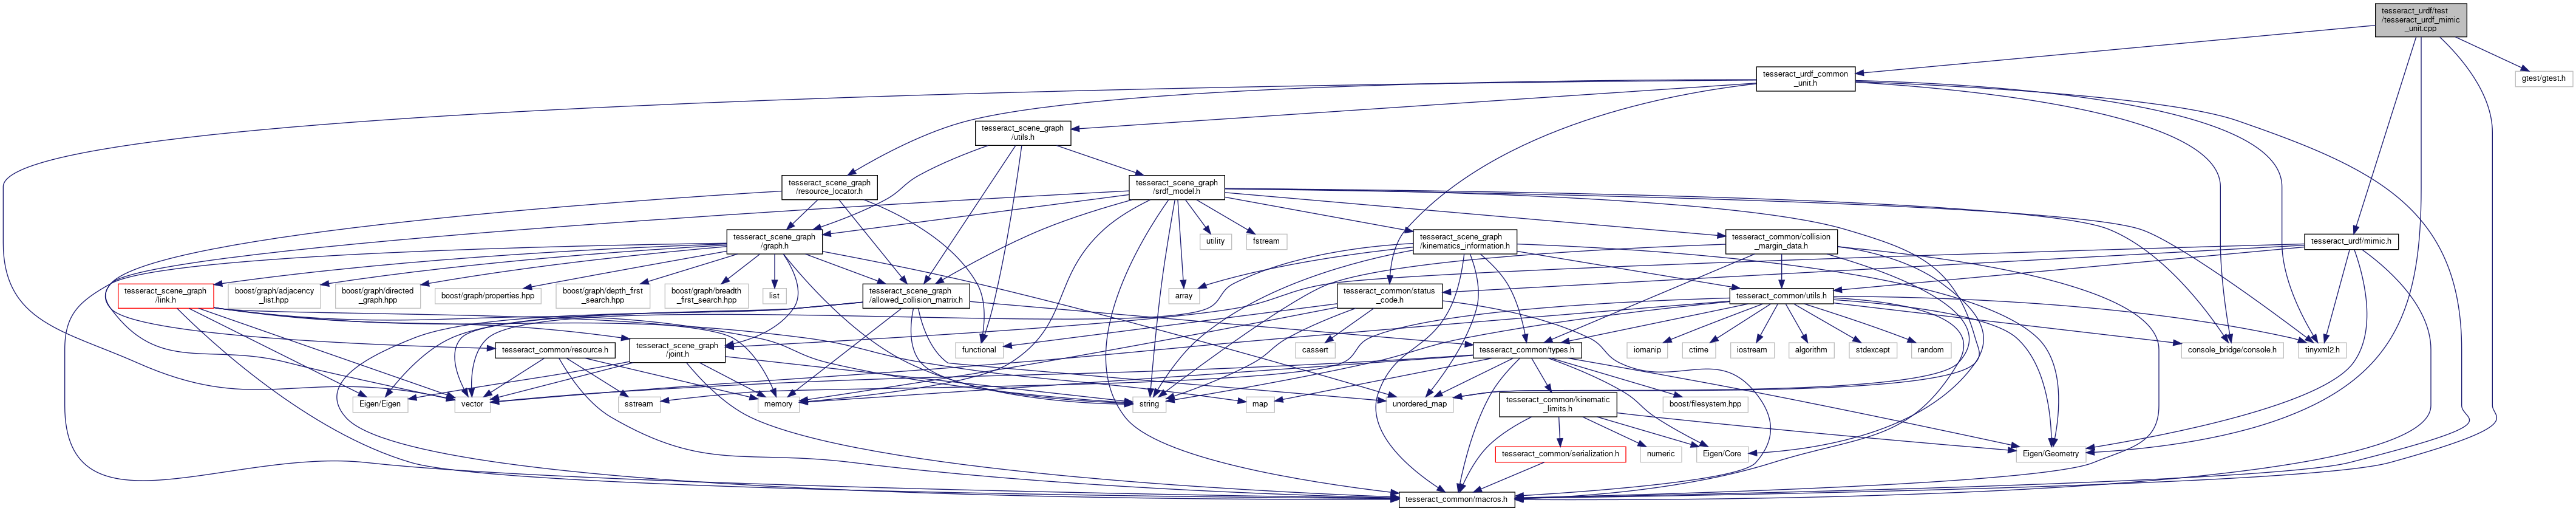 tesseract_urdf/test
/tesseract_urdf_mimic
_unit.cpp
tesseract_urdf_common
_unit.h
gtest/gtest.h
tesseract_scene_graph
/utils.h
tesseract_scene_graph
/resource_locator.h
tesseract_scene_graph
/srdf_model.h
tesseract_scene_graph
/graph.h
utility
fstream
tesseract_scene_graph
/kinematics_information.h
tesseract_common/collision
_margin_data.h
tesseract_urdf/mimic.h
tesseract_scene_graph
/link.h
boost/graph/adjacency
_list.hpp
boost/graph/directed
_graph.hpp
boost/graph/properties.hpp
boost/graph/depth_first
_search.hpp
boost/graph/breadth
_first_search.hpp
list
tesseract_scene_graph
/allowed_collision_matrix.h
array
tesseract_common/status
_code.h
tesseract_common/utils.h
tesseract_common/resource.h
tesseract_scene_graph
/joint.h
functional
cassert
tesseract_common/types.h
iomanip
ctime
iostream
algorithm
stdexcept
random
console_bridge/console.h
tinyxml2.h
Eigen/Eigen
vector
sstream
memory
string
map
unordered_map
tesseract_common/kinematic
_limits.h
boost/filesystem.hpp
tesseract_common/serialization.h
numeric
Eigen/Core
Eigen/Geometry
tesseract_common/macros.h